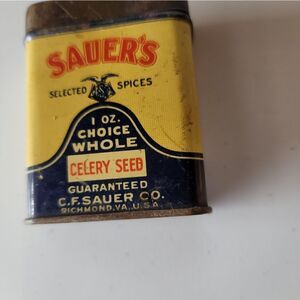 SAUER'S
SELECTED SPICES
1 OZ.
CHOICE
WHOLE
CELERY SEED
GUARANTEED
C.F. SAUER CO.
RICHMOND, VA. U.S.A